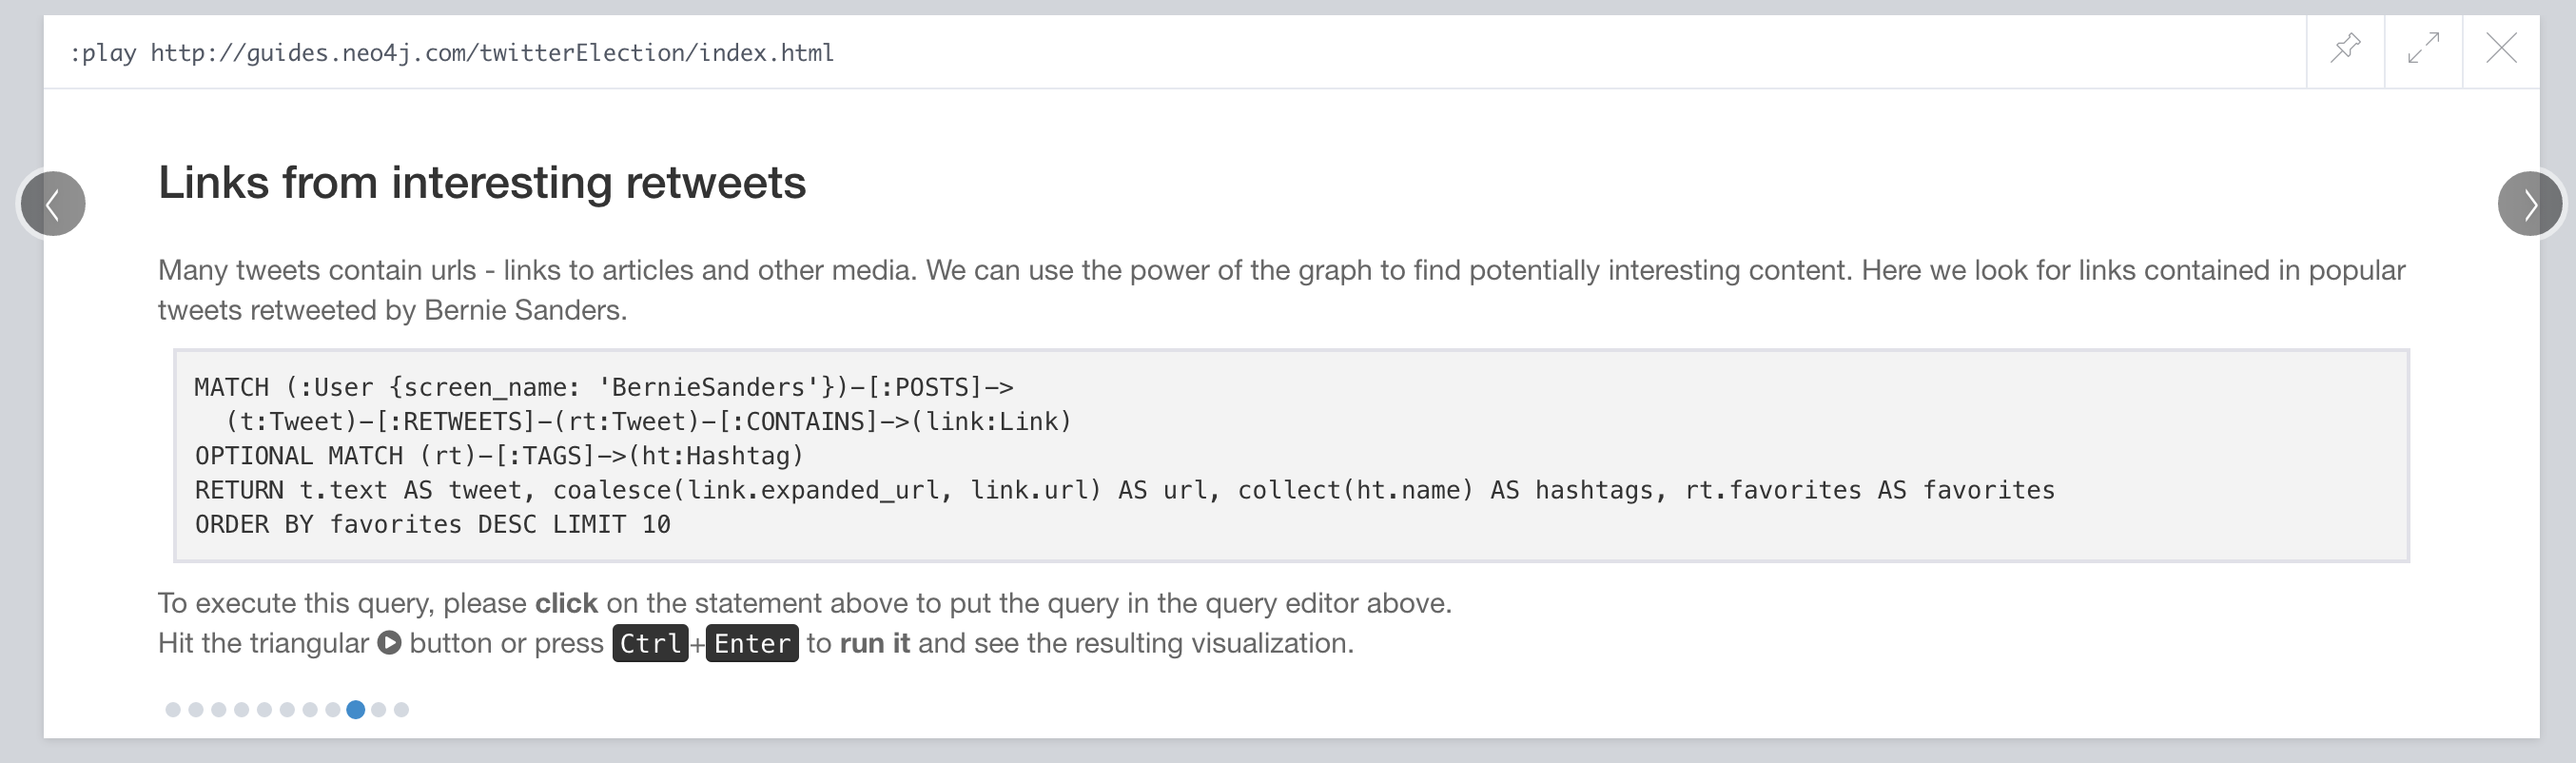 :play http://guides.neo4j.com/twitterElection/index.html
Links from interesting retweets
Many tweets contain urls - links to articles and other media. We can use the power of the graph to find potentially interesting content. Here we look for links contained in popular
tweets retweeted by Bernie Sanders.
MATCH (:User {screen_name: 'BernieSanders'})-[:POSTS]->
  (t:Tweet)-[:RETWEETS]-(rt:Tweet)-[:CONTAINS]->(link:Link)
OPTIONAL MATCH (rt)-[:TAGS]->(ht:Hashtag)
RETURN t.text AS tweet, coalesce(link.expanded_url, link.url) AS url, collect(ht.name) AS hashtags, rt.favorites AS favorites
ORDER BY favorites DESC LIMIT 10
To execute this query, please click on the statement above to put the query in the query editor above.
Hit the triangular button or press Ctrl+Enter to run it and see the resulting visualization.